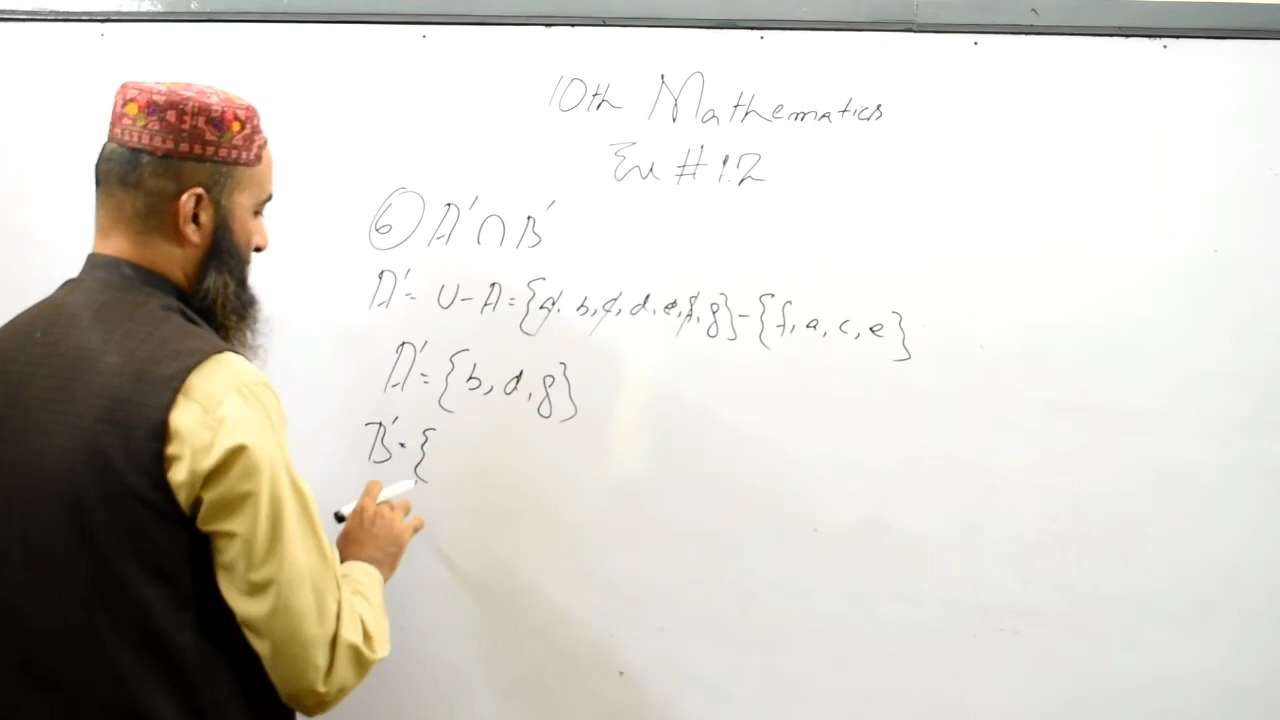 10th Mathematics
Ex # 1.2
6 A′ ∩ B′
A′ = U - A = {a, b, c, d, e, f, g} - {f, a, c, e}
A′ = {b, d, g}
B′ = {